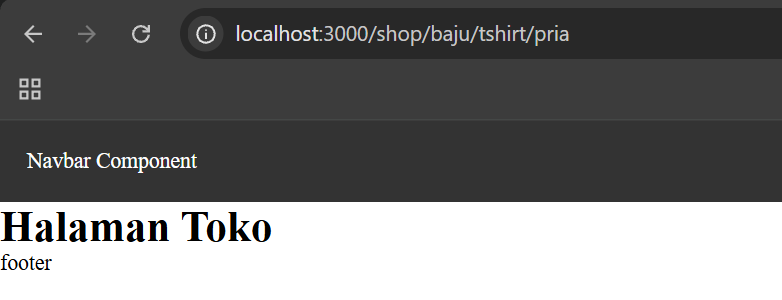 localhost:3000/shop/baju/tshirt/pria
Navbar Component
Halaman Toko
footer